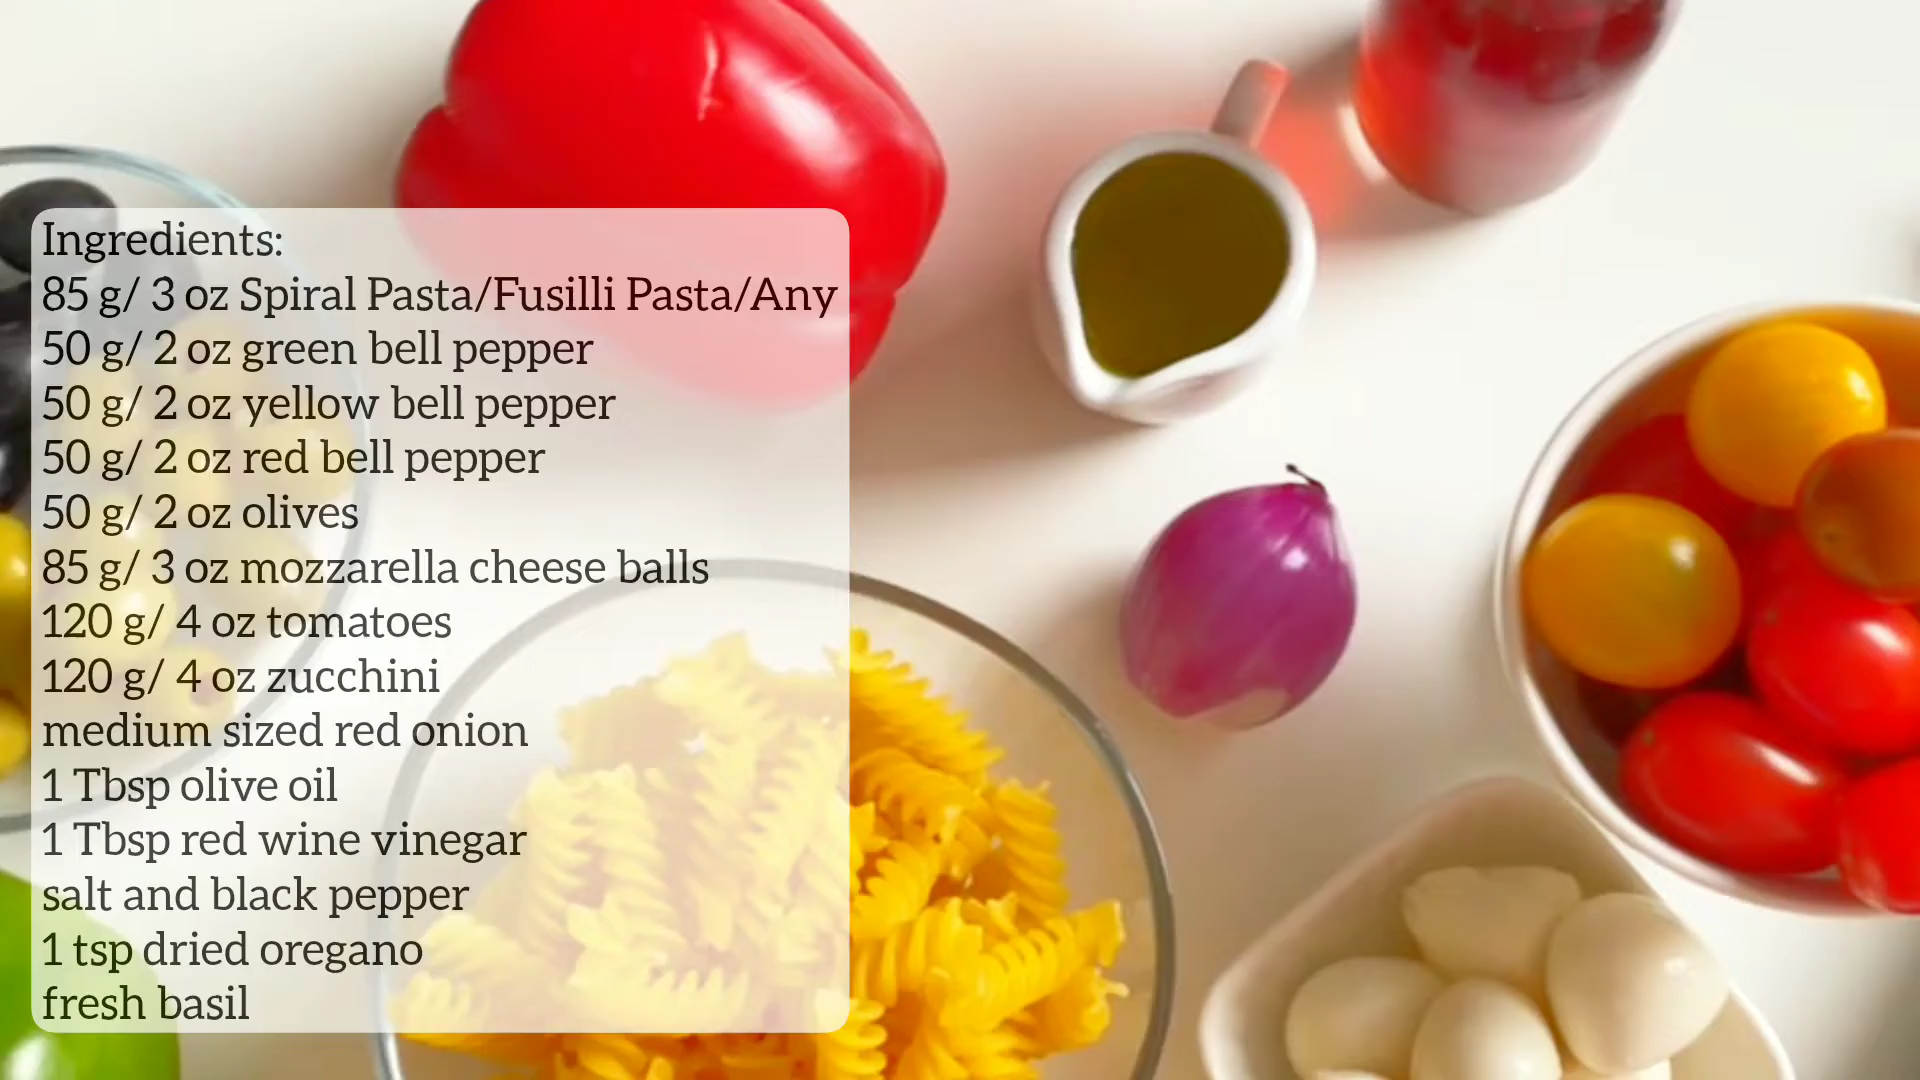 Ingredients:
85 g/ 3 oz Spiral Pasta/Fusilli Pasta/Any
50 g/ 2 oz green bell pepper
50 g/ 2 oz yellow bell pepper
50 g/ 2 oz red bell pepper
50 g/ 2 oz olives
85 g/ 3 oz mozzarella cheese balls
120 g/ 4 oz tomatoes
120 g/ 4 oz zucchini
medium sized red onion
1 Tbsp olive oil
1 Tbsp red wine vinegar
salt and black pepper
1 tsp dried oregano
fresh basil